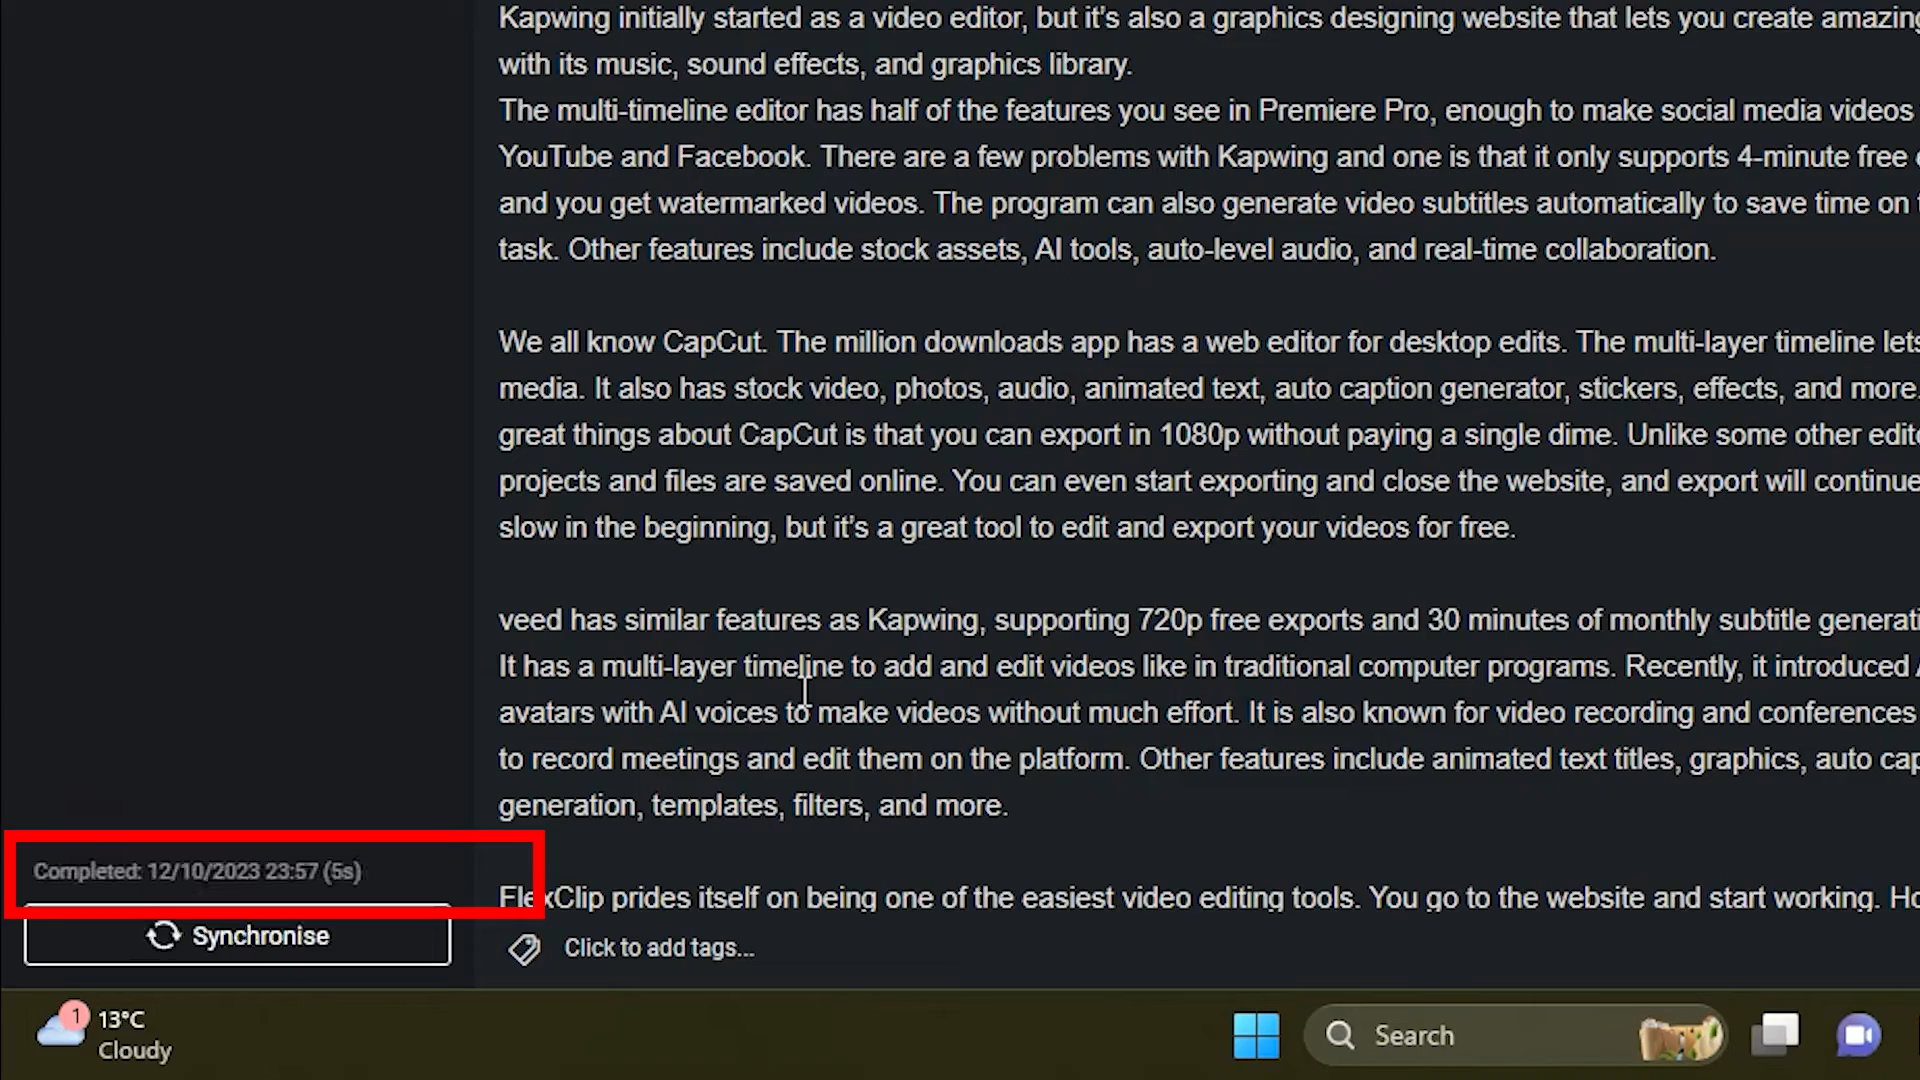 Kapwing initially started as a video editor, but it's also a graphics designing website that lets you create amazing
with its music, sound effects, and graphics library.
The multi-timeline editor has half of the features you see in Premiere Pro, enough to make social media videos
YouTube and Facebook. There are a few problems with Kapwing and one is that it only supports 4-minute free
and you get watermarked videos. The program can also generate video subtitles automatically to save time on
task. Other features include stock assets, AI tools, auto-level audio, and real-time collaboration.
We all know CapCut. The million downloads app has a web editor for desktop edits. The multi-layer timeline lets
media. It also has stock video, photos, audio, animated text, auto caption generator, stickers, effects, and more.
great things about CapCut is that you can export in 1080p without paying a single dime. Unlike some other edit
projects and files are saved online. You can even start exporting and close the website, and export will continue
slow in the beginning, but it's a great tool to edit and export your videos for free.
veed has similar features as Kapwing, supporting 720p free exports and 30 minutes of monthly subtitle generati
It has a multi-layer timeline to add and edit videos like in traditional computer programs. Recently, it introduced
avatars with AI voices to make videos without much effort. It is also known for video recording and conferences
to record meetings and edit them on the platform. Other features include animated text titles, graphics, auto cap
generation, templates, filters, and more.
Completed: 12/10/2023 23:57 (5s)
FlexClip prides itself on being one of the easiest video editing tools. You go to the website and start working. Ho
Synchronise
Click to add tags...
1
13°C
Cloudy
Search